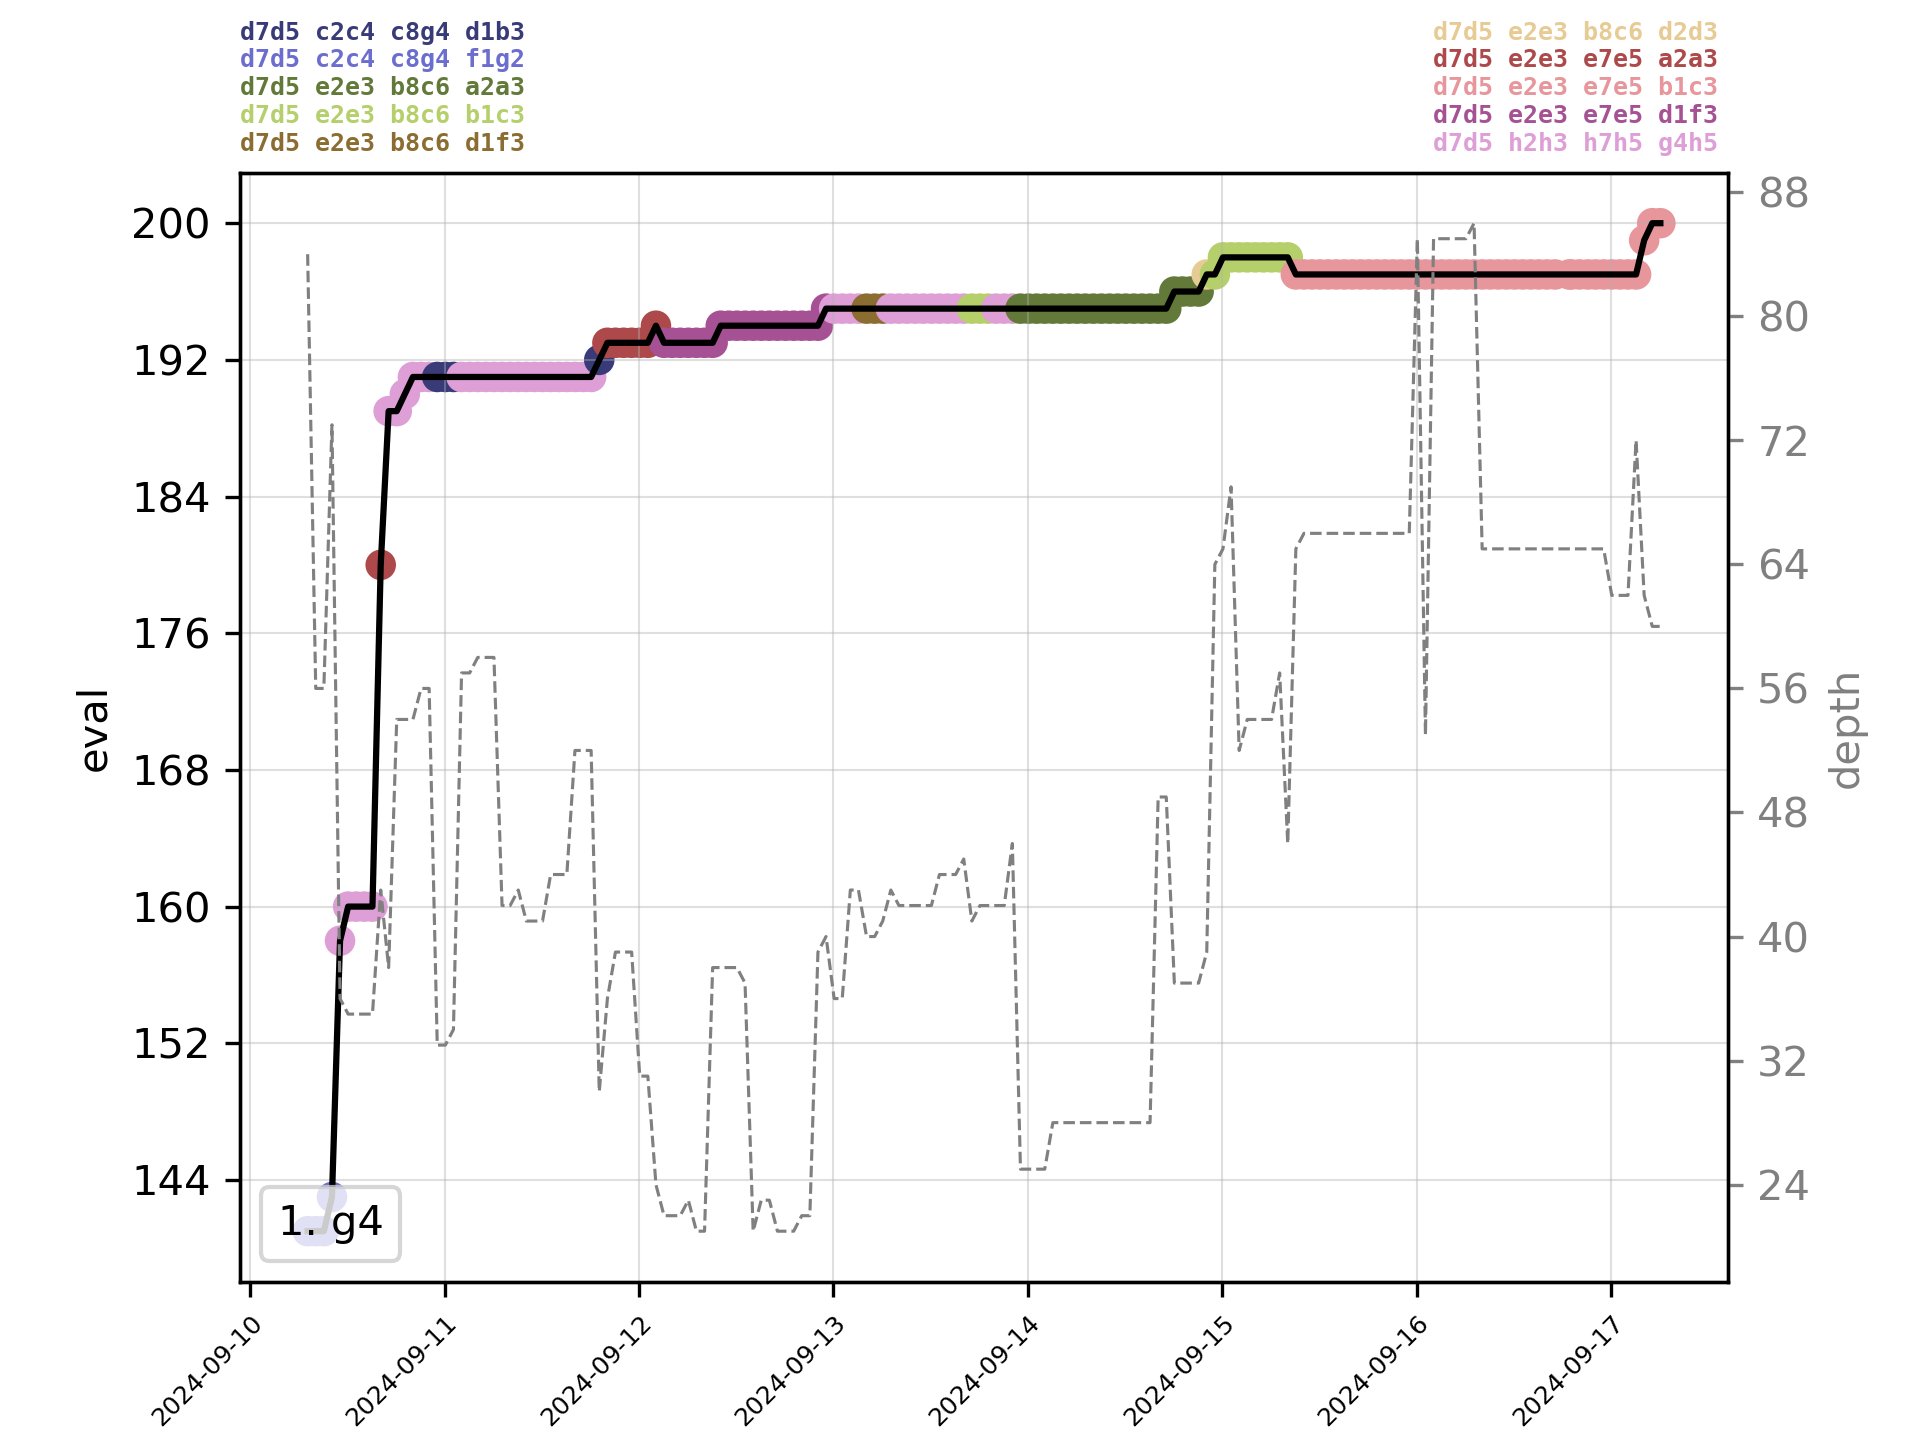 d7d5 c2c4 c8g4 d1b3
d7d5 c2c4 c8g4 f1g2
d7d5 e2e3 b8c6 a2a3
d7d5 e2e3 b8c6 b1c3
d7d5 e2e3 b8c6 d1f3
d7d5 e2e3 b8c6 d2d3
d7d5 e2e3 e7e5 a2a3
d7d5 e2e3 e7e5 b1c3
d7d5 e2e3 e7e5 d1f3
d7d5 h2h3 h7h5 g4h5
200
192
184
176
168
160
152
144
eval
88
80
72
64
56
48
40
32
24
depth
1. g4
2024-09-10
2024-09-11
2024-09-12
2024-09-13
2024-09-14
2024-09-15
2024-09-16
2024-09-17